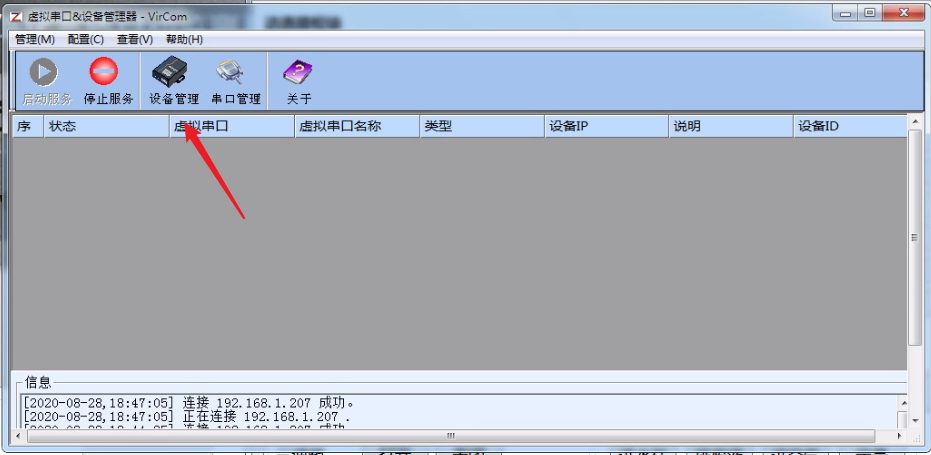 虚拟串口&设备管理器 - VirCom
管理(M) 配置(C) 查看(V) 帮助(H)
启动服务 停止服务 设备管理 串口管理 关于
序 状态 虚拟串口 虚拟串口名称 类型 设备IP 说明 设备ID
信息
[2020-08-28,18:47:05] 连接 192.168.1.207 成功。
[2020-08-28,18:47:05] 正在连接 192.168.1.207 .